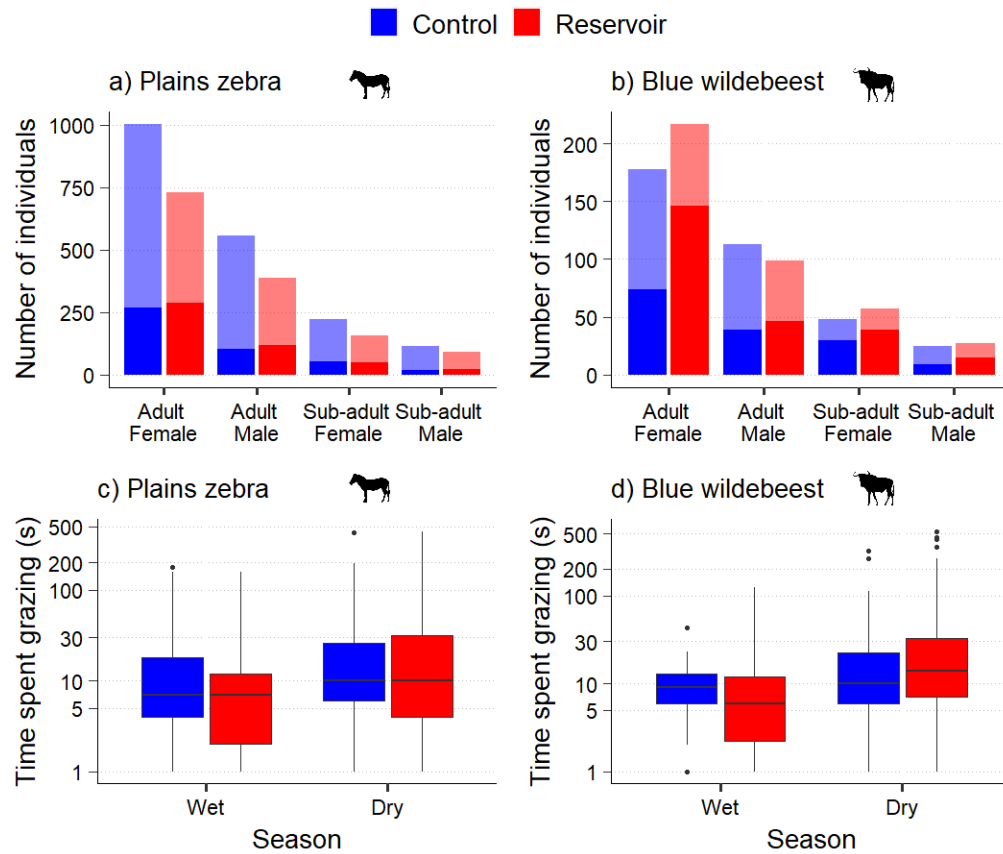 Control Reservoir
a) Plains zebra
Number of individuals
1000
750
500
250
0
Adult Female
Adult Male
Sub-adult Female
Sub-adult Male
b) Blue wildebeest
Number of individuals
200
150
100
50
0
Adult Female
Adult Male
Sub-adult Female
Sub-adult Male
c) Plains zebra
Time spent grazing (s)
500
200
100
30
10
5
1
Wet Dry
Season
d) Blue wildebeest
Time spent grazing (s)
500
200
100
30
10
5
1
Wet Dry
Season